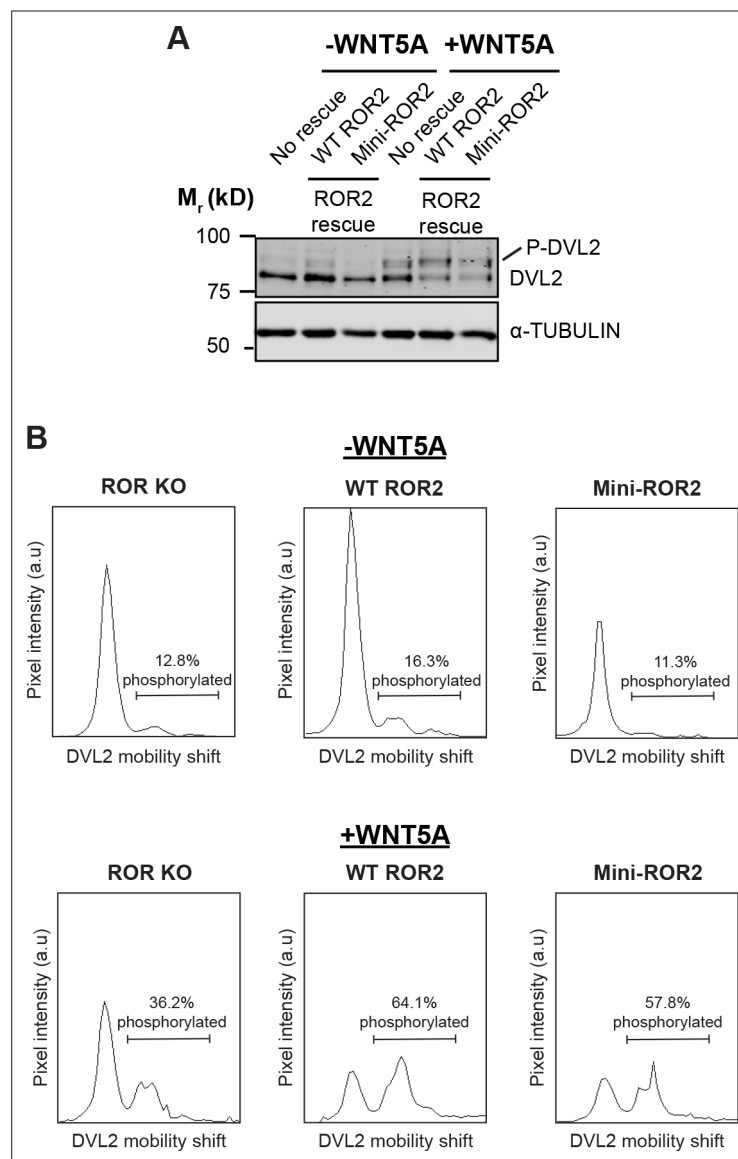 A
-WNT5A +WNT5A
No rescue WT ROR2 Mini-ROR2 No rescue WT ROR2 Mini-ROR2
Mr (kD)
ROR2 rescue
ROR2 rescue
100
75
50
P-DVL2
DVL2
α-TUBULIN
B
-WNT5A
ROR KO
Pixel intensity (a.u)
12.8%
phosphorylated
DVL2 mobility shift
WT ROR2
Pixel intensity (a.u)
16.3%
phosphorylated
DVL2 mobility shift
Mini-ROR2
Pixel intensity (a.u)
11.3%
phosphorylated
DVL2 mobility shift
+WNT5A
ROR KO
Pixel intensity (a.u)
36.2%
phosphorylated
DVL2 mobility shift
WT ROR2
Pixel intensity (a.u)
64.1%
phosphorylated
DVL2 mobility shift
Mini-ROR2
Pixel intensity (a.u)
57.8%
phosphorylated
DVL2 mobility shift